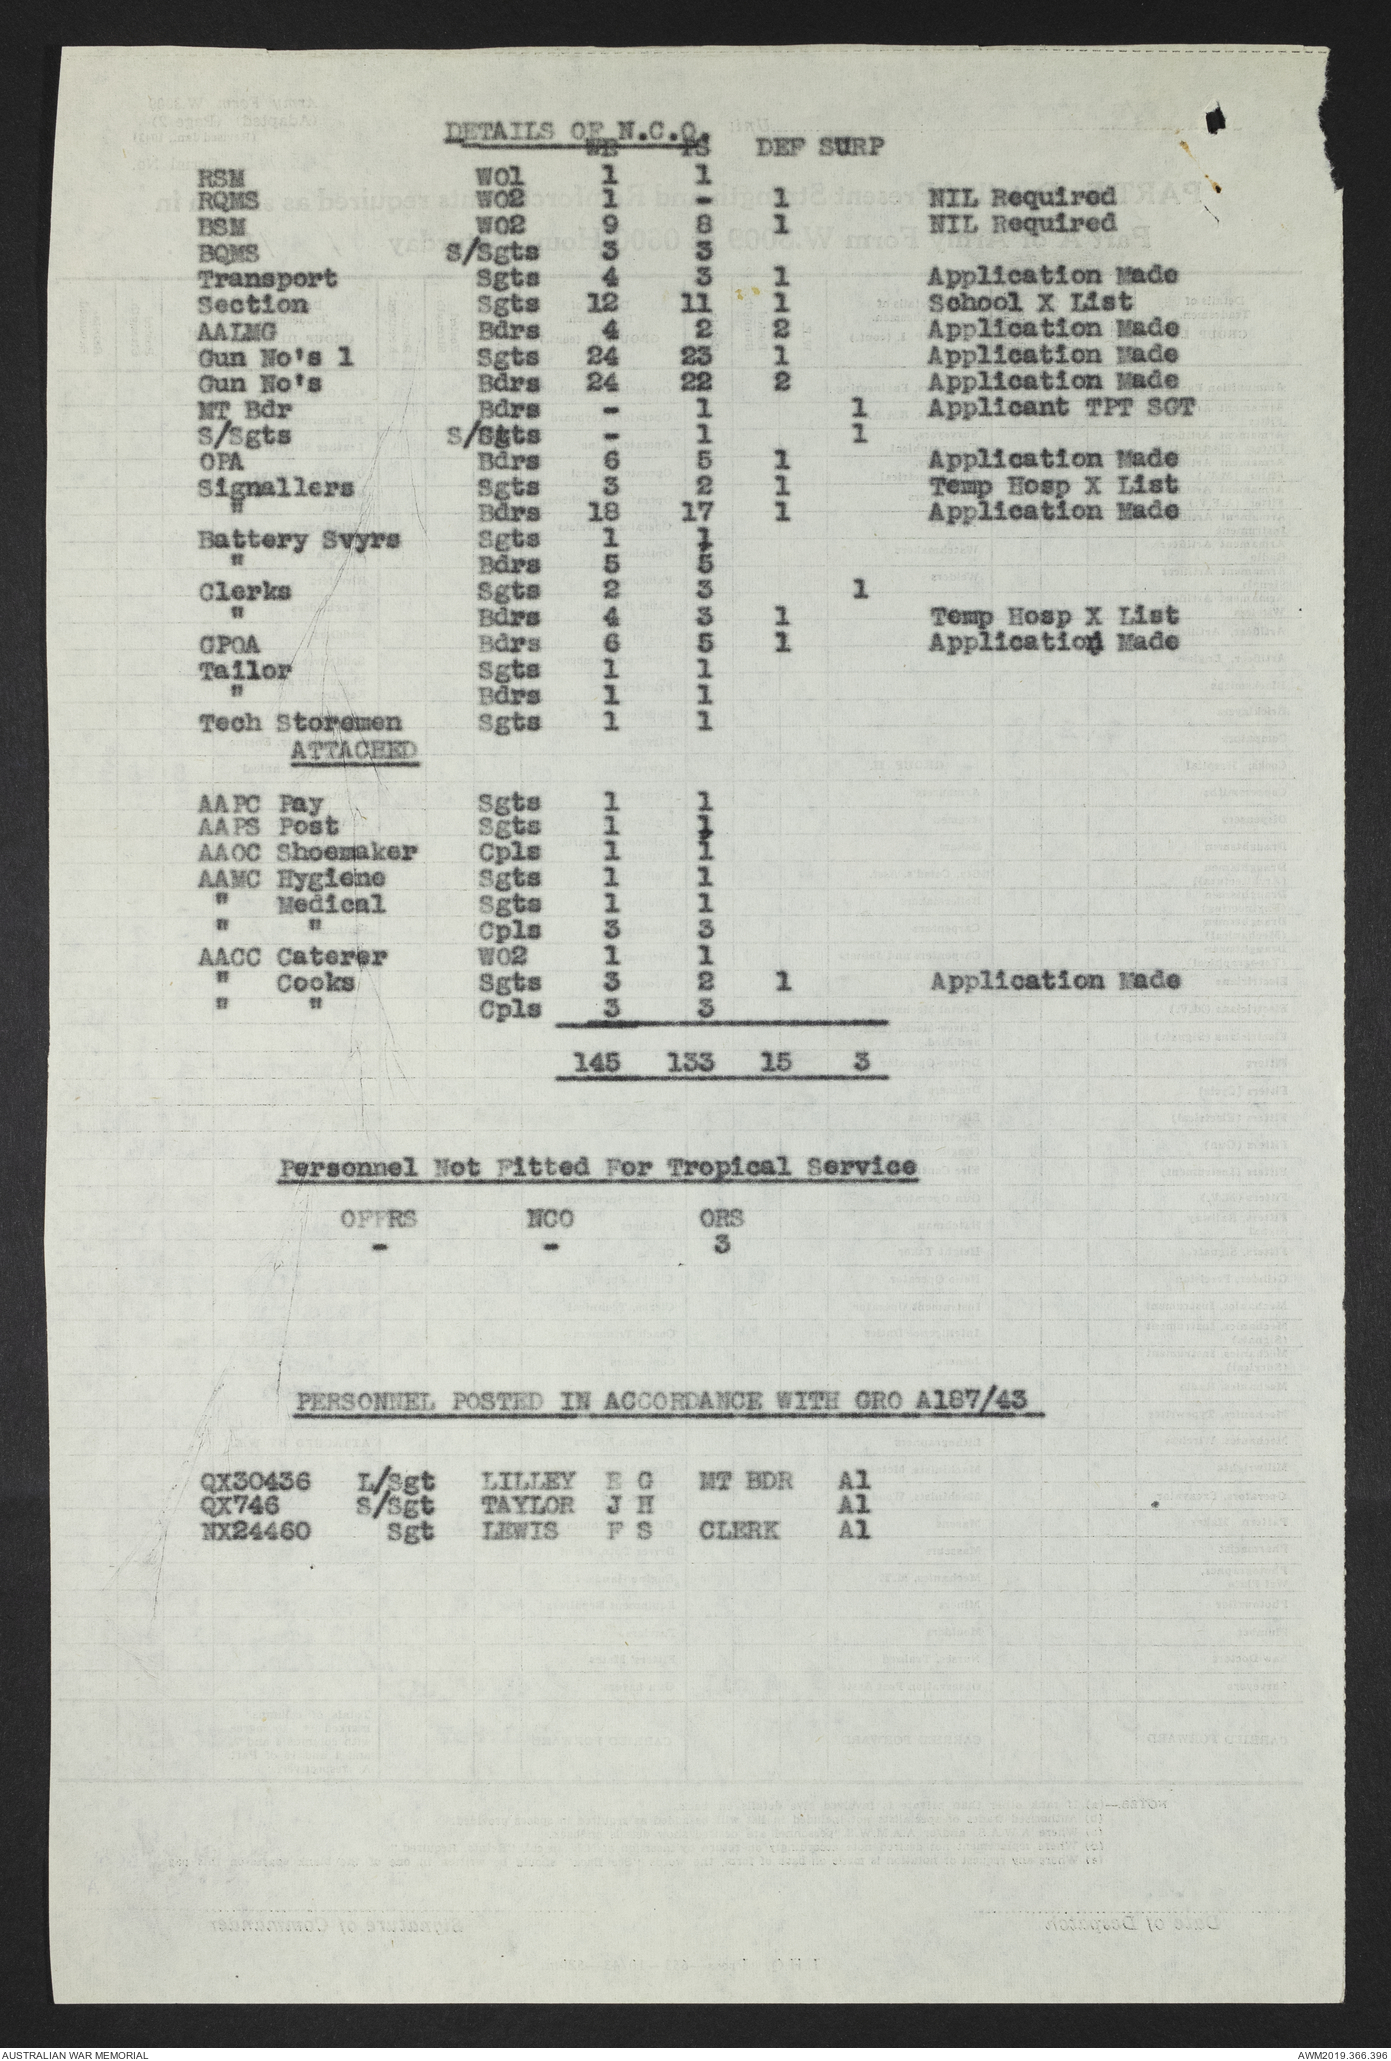 DETAILS OF N.C.O.
WE PS DEF SURP
RSM WO1 1 1
RQMS WO2 1 - 1 NIL Required
BSM WO2 9 8 1 NIL Required
BQMS S/Sgts 3 3
Transport Sgts 4 3 1 Application Made
Section Sgts 12 11 1 School X List
AALMG Bdrs 4 2 2 Application Made
Gun No's 1 Sgts 24 23 1 Application Made
Gun No's Bdrs 24 22 2 Application Made
MT Bdr Bdrs - 1 1 Applicant TPT SGT
S/Sgts S/Sgts - 1 1
OPA Bdrs 6 5 1 Application Made
Signallers Sgts 3 2 1 Temp Hosp X List
" Bdrs 18 17 1 Application Made
Battery Svyrs Sgts 1 1
" Bdrs 5 5
Clerks Sgts 2 3 1
" Bdrs 4 3 1 Temp Hosp X List
GPOA Bdrs 6 5 1 Application Made
Tailor Sgts 1 1
" Bdrs 1 1
Tech Storemen Sgts 1 1
ATTACHED
AAPC Pay Sgts 1 1
AAPS Post Sgts 1 1
AAOC Shoemaker Cpls 1 1
AAMC Hygiene Sgts 1 1
" Medical Sgts 1 1
" " Cpls 3 3
AACC Caterer WO2 1 1
" Cooks Sgts 3 2 1 Application Made
" " Cpls 3 3
145 133 15 3
Personnel Not Fitted For Tropical Service
OFFRS NCO ORS
- - 3
PERSONNEL POSTED IN ACCORDANCE WITH GRO A187/43
QX30436 L/Sgt LILLEY E G MT BDR A1
QX746 S/Sgt TAYLOR J H A1
NX24460 Sgt LEWIS F S CLERK A1
AUSTRALIAN WAR MEMORIAL AWM2019.366.396